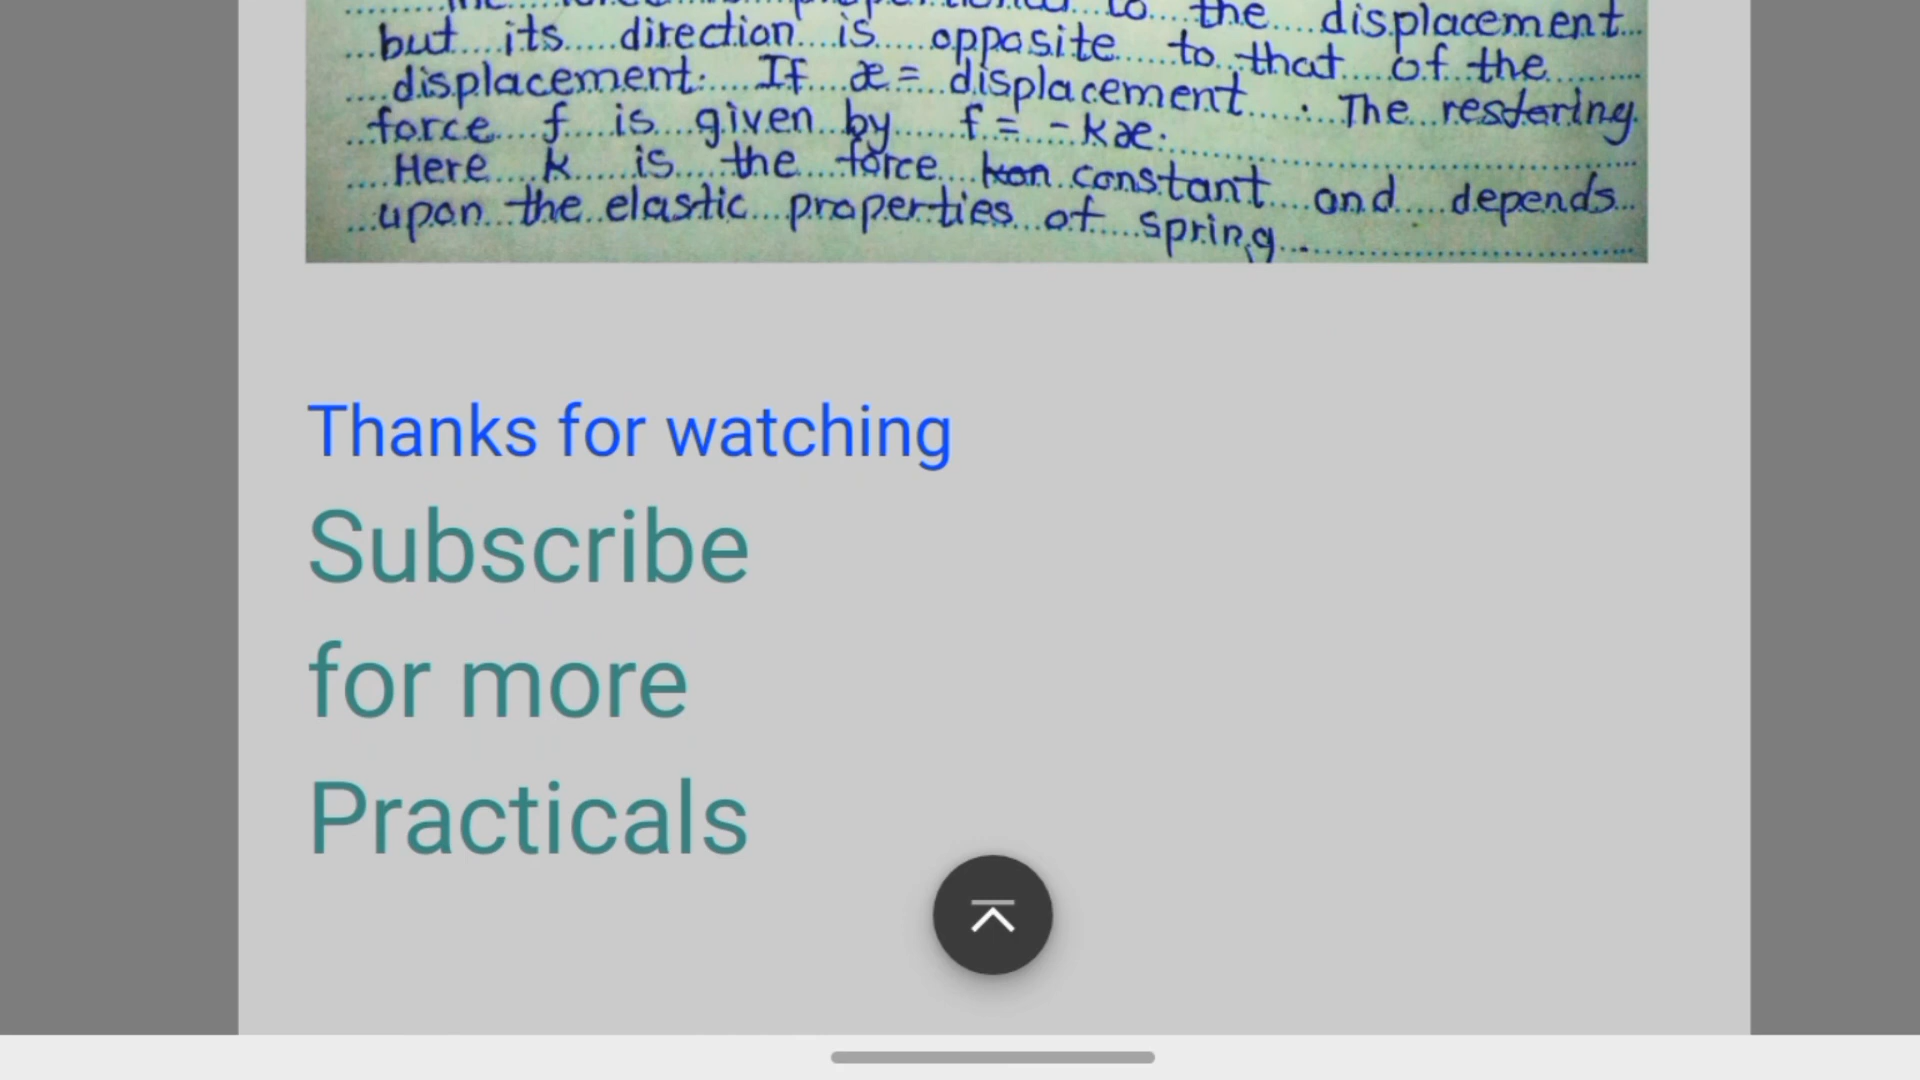 to the displacement
but its direction is opposite to that of the
displacement. If x = displacement ∴ The restoring
force f is given by f = -kx.
Here k is the force constant and depends
upon the elastic properties of spring.
Thanks for watching
Subscribe
for more
Practicals